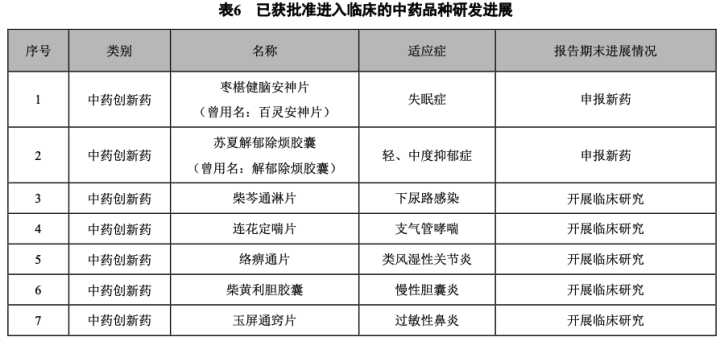 表6 已获批准进入临床的中药品种研发进展
序号 类别 名称 适应症 报告期末进展情况
1 中药创新药 枣椹健脑安神片 失眠症 申报新药
（曾用名：百灵安神片）
2 中药创新药 苏夏解郁除烦胶囊 轻、中度抑郁症 申报新药
（曾用名：解郁除烦胶囊）
3 中药创新药 柴芩通淋片 下尿路感染 开展临床研究
4 中药创新药 连花定喘片 支气管哮喘 开展临床研究
5 中药创新药 络痹通片 类风湿性关节炎 开展临床研究
6 中药创新药 柴黄利胆胶囊 慢性胆囊炎 开展临床研究
7 中药创新药 玉屏通窍片 过敏性鼻炎 开展临床研究